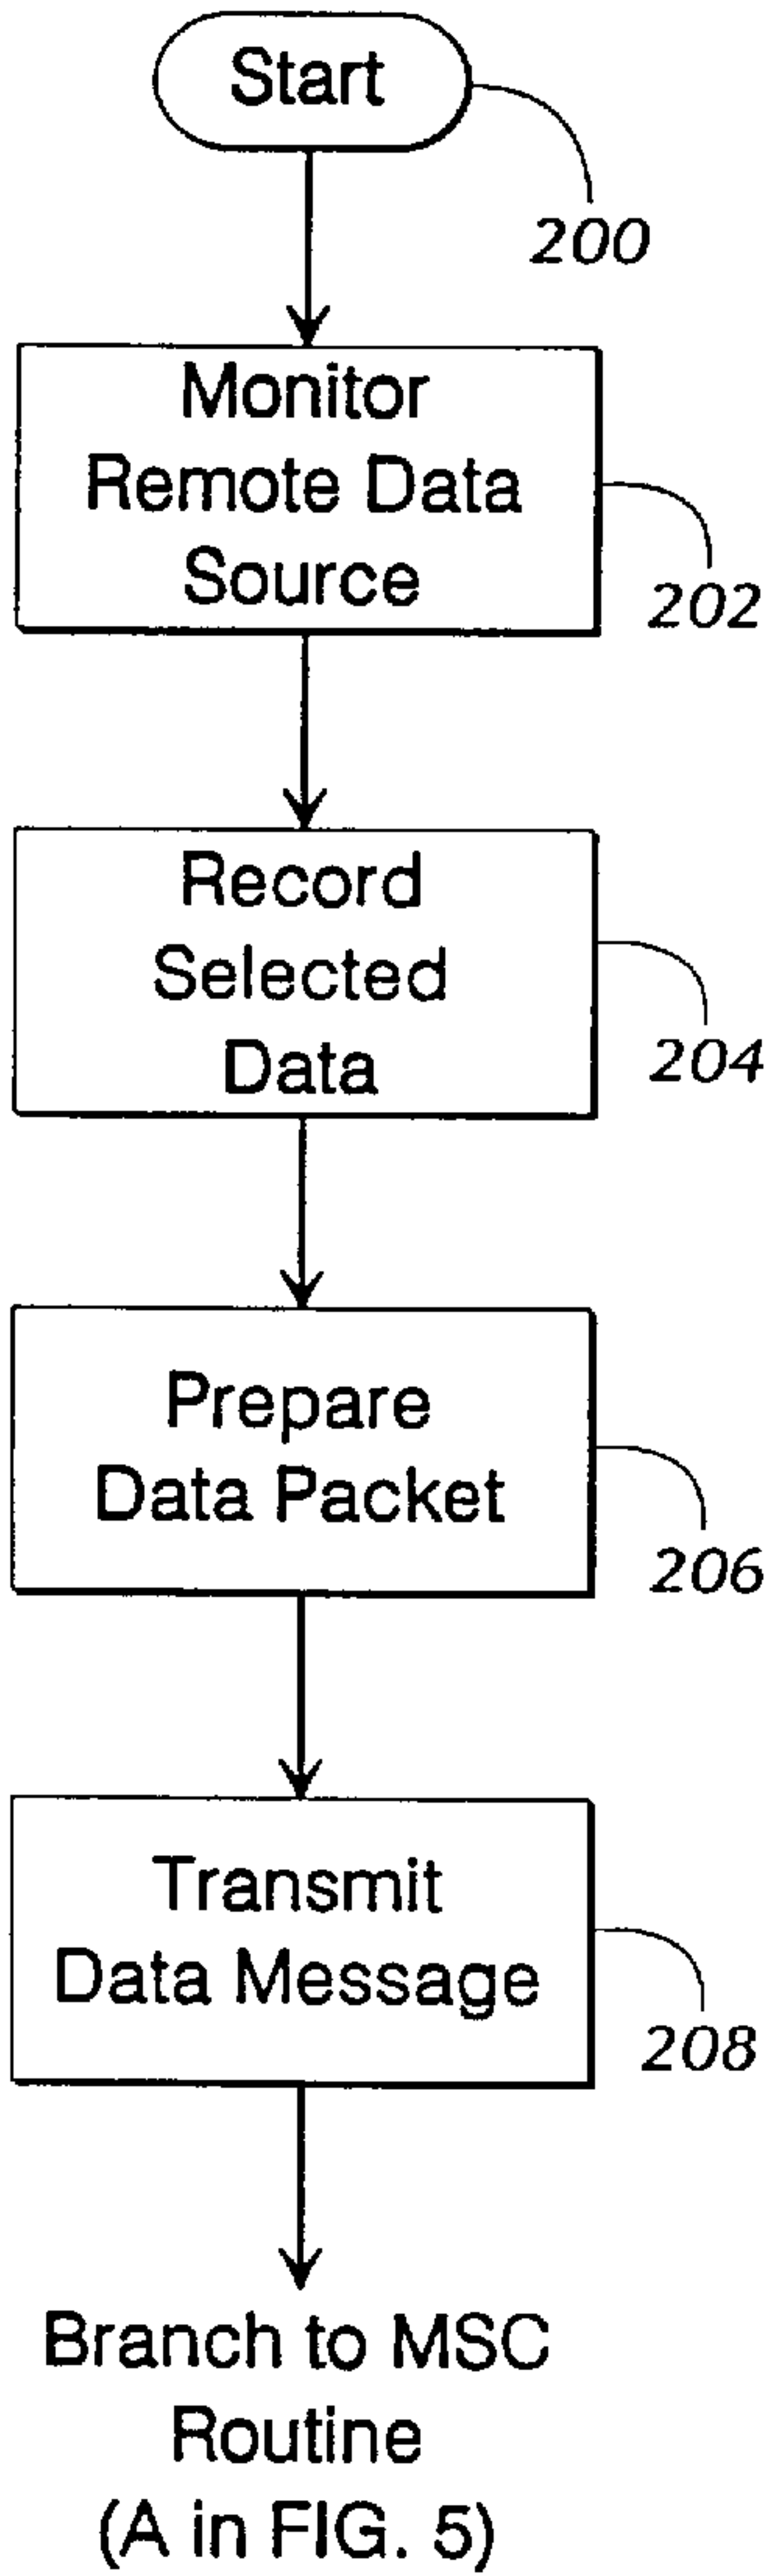 Start
200
Monitor
Remote Data
Source
202
Record
Selected
Data
204
Prepare
Data Packet
206
Transmit
Data Message
208
Branch to MSC
Routine
(A in FIG. 5)